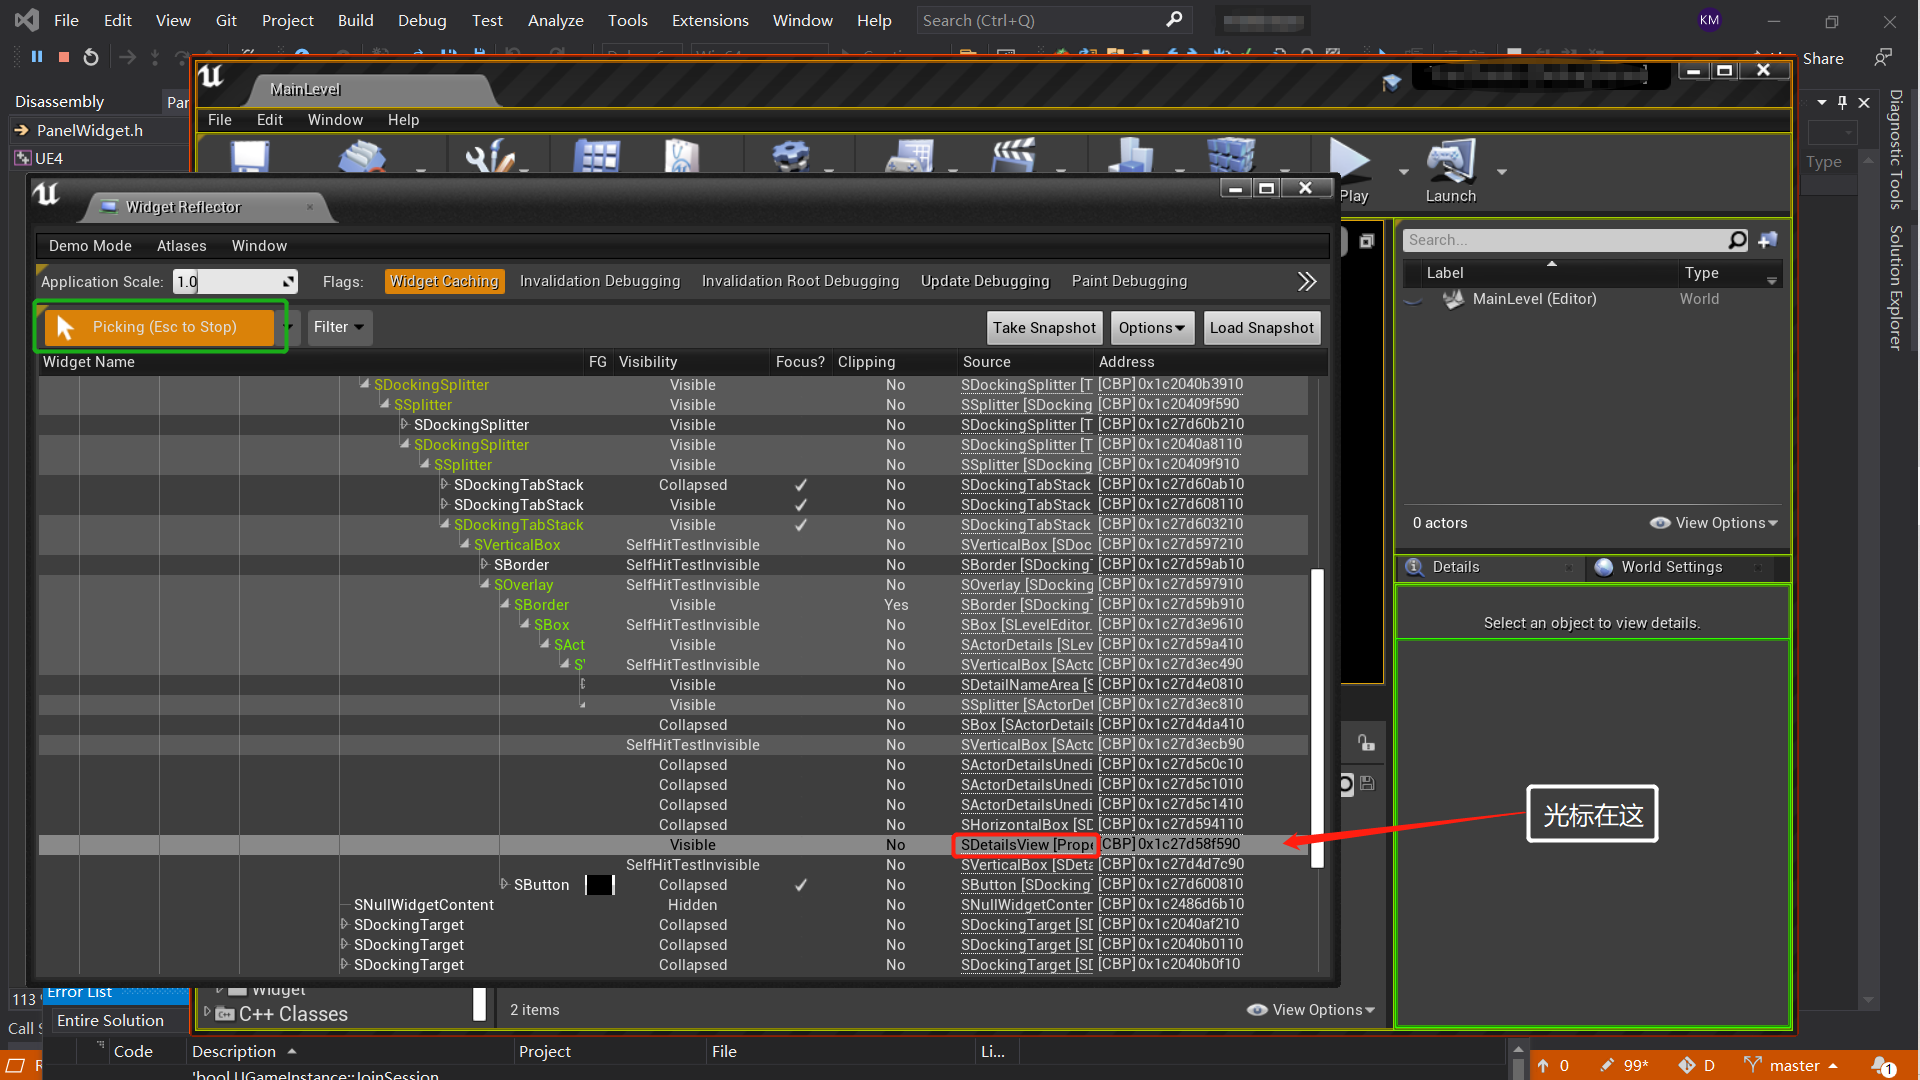 File Edit View Git Project Build Debug Test Analyze Tools Extensions Window Help Search (Ctrl+Q) KM
Share
Disassembly Par
MainLevel
PanelWidget.h
File Edit Window Help
UE4
Type
Play Launch
Widget Reflector
Demo Mode Atlases Window
Search...
Application Scale: 1.0 Flags: Widget Caching Invalidation Debugging Invalidation Root Debugging Update Debugging Paint Debugging
Label Type
MainLevel (Editor) World
Picking (Esc to Stop) Filter Take Snapshot Options Load Snapshot
Widget Name FG Visibility Focus? Clipping Source Address
SDockingSplitter Visible No SDockingSplitter [T [CBP] 0x1c2040b3910
SSplitter Visible No SSplitter [SDocking [CBP] 0x1c20409f590
SDockingSplitter Visible No SDockingSplitter [T [CBP] 0x1c27d60b210
SDockingSplitter Visible No SDockingSplitter [T [CBP] 0x1c2040a8110
SSplitter Visible No SSplitter [SDocking [CBP] 0x1c20409f910
SDockingTabStack Collapsed No SDockingTabStack [CBP] 0x1c27d60ab10
SDockingTabStack Visible No SDockingTabStack [CBP] 0x1c27d608110
SDockingTabStack Visible No SDockingTabStack [CBP] 0x1c27d603210
SVerticalBox SelfHitTestInvisible No SVerticalBox [SDoc [CBP] 0x1c27d597210
SBorder SelfHitTestInvisible No SBorder [SDocking [CBP] 0x1c27d59ab10
SOverlay SelfHitTestInvisible No SOverlay [SDocking [CBP] 0x1c27d597910
SBorder Visible Yes SBorder [SDocking [CBP] 0x1c27d59b910
SBox SelfHitTestInvisible No SBox [SLevelEditor. [CBP] 0x1c27d3e9610
SAct Visible No SActorDetails [SLev [CBP] 0x1c27d59a410
S' SelfHitTestInvisible No SVerticalBox [SActo [CBP] 0x1c27d3ec490
Visible No SDetailNameArea [S [CBP] 0x1c27d4e0810
Visible No SSplitter [SActorDet [CBP] 0x1c27d3ec810
Collapsed No SBox [SActorDetails [CBP] 0x1c27d4da410
SelfHitTestInvisible No SVerticalBox [SActo [CBP] 0x1c27d3ecb90
Collapsed No SActorDetailsUnedi [CBP] 0x1c27d5c0c10
Collapsed No SActorDetailsUnedi [CBP] 0x1c27d5c1010
Collapsed No SActorDetailsUnedi [CBP] 0x1c27d5c1410
Collapsed No SHorizontalBox [SD [CBP] 0x1c27d594110
Visible No SDetailsView [Prope [CBP] 0x1c27d58f590
SelfHitTestInvisible No SVerticalBox [SDeta [CBP] 0x1c27d4d7c90
SButton Collapsed No SButton [SDocking [CBP] 0x1c27d600810
SNullWidgetContent Hidden No SNullWidgetConten [CBP] 0x1c2486d6b10
SDockingTarget Collapsed No SDockingTarget [SD [CBP] 0x1c2040af210
SDockingTarget Collapsed No SDockingTarget [SD [CBP] 0x1c2040b0110
SDockingTarget Collapsed No SDockingTarget [SD [CBP] 0x1c2040b0f10
0 actors View Options
Details World Settings
Select an object to view details.
光标在这
Diagnostic Tools
Solution Explorer
113
Error List Widget
C++ Classes 2 items View Options
Entire Solution
Call S
Code Description Project File Li...
'bool UGameInstance::JoinSession
R 0 99* D master 1